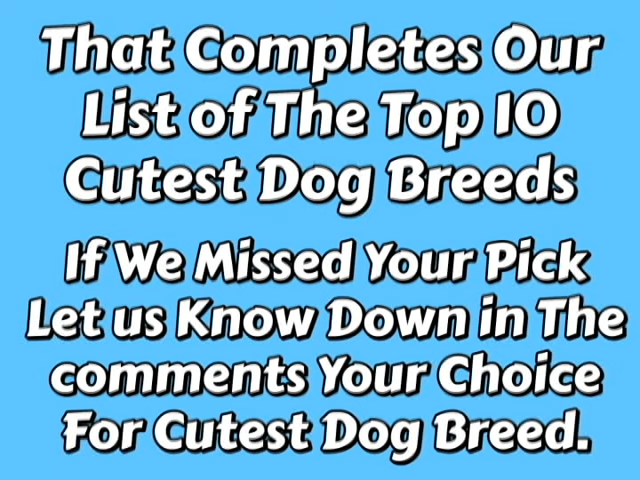 That Completes Our
List of The Top 10
Cutest Dog Breeds
If We Missed Your Pick
Let us Know Down in The
comments Your Choice
For Cutest Dog Breed.